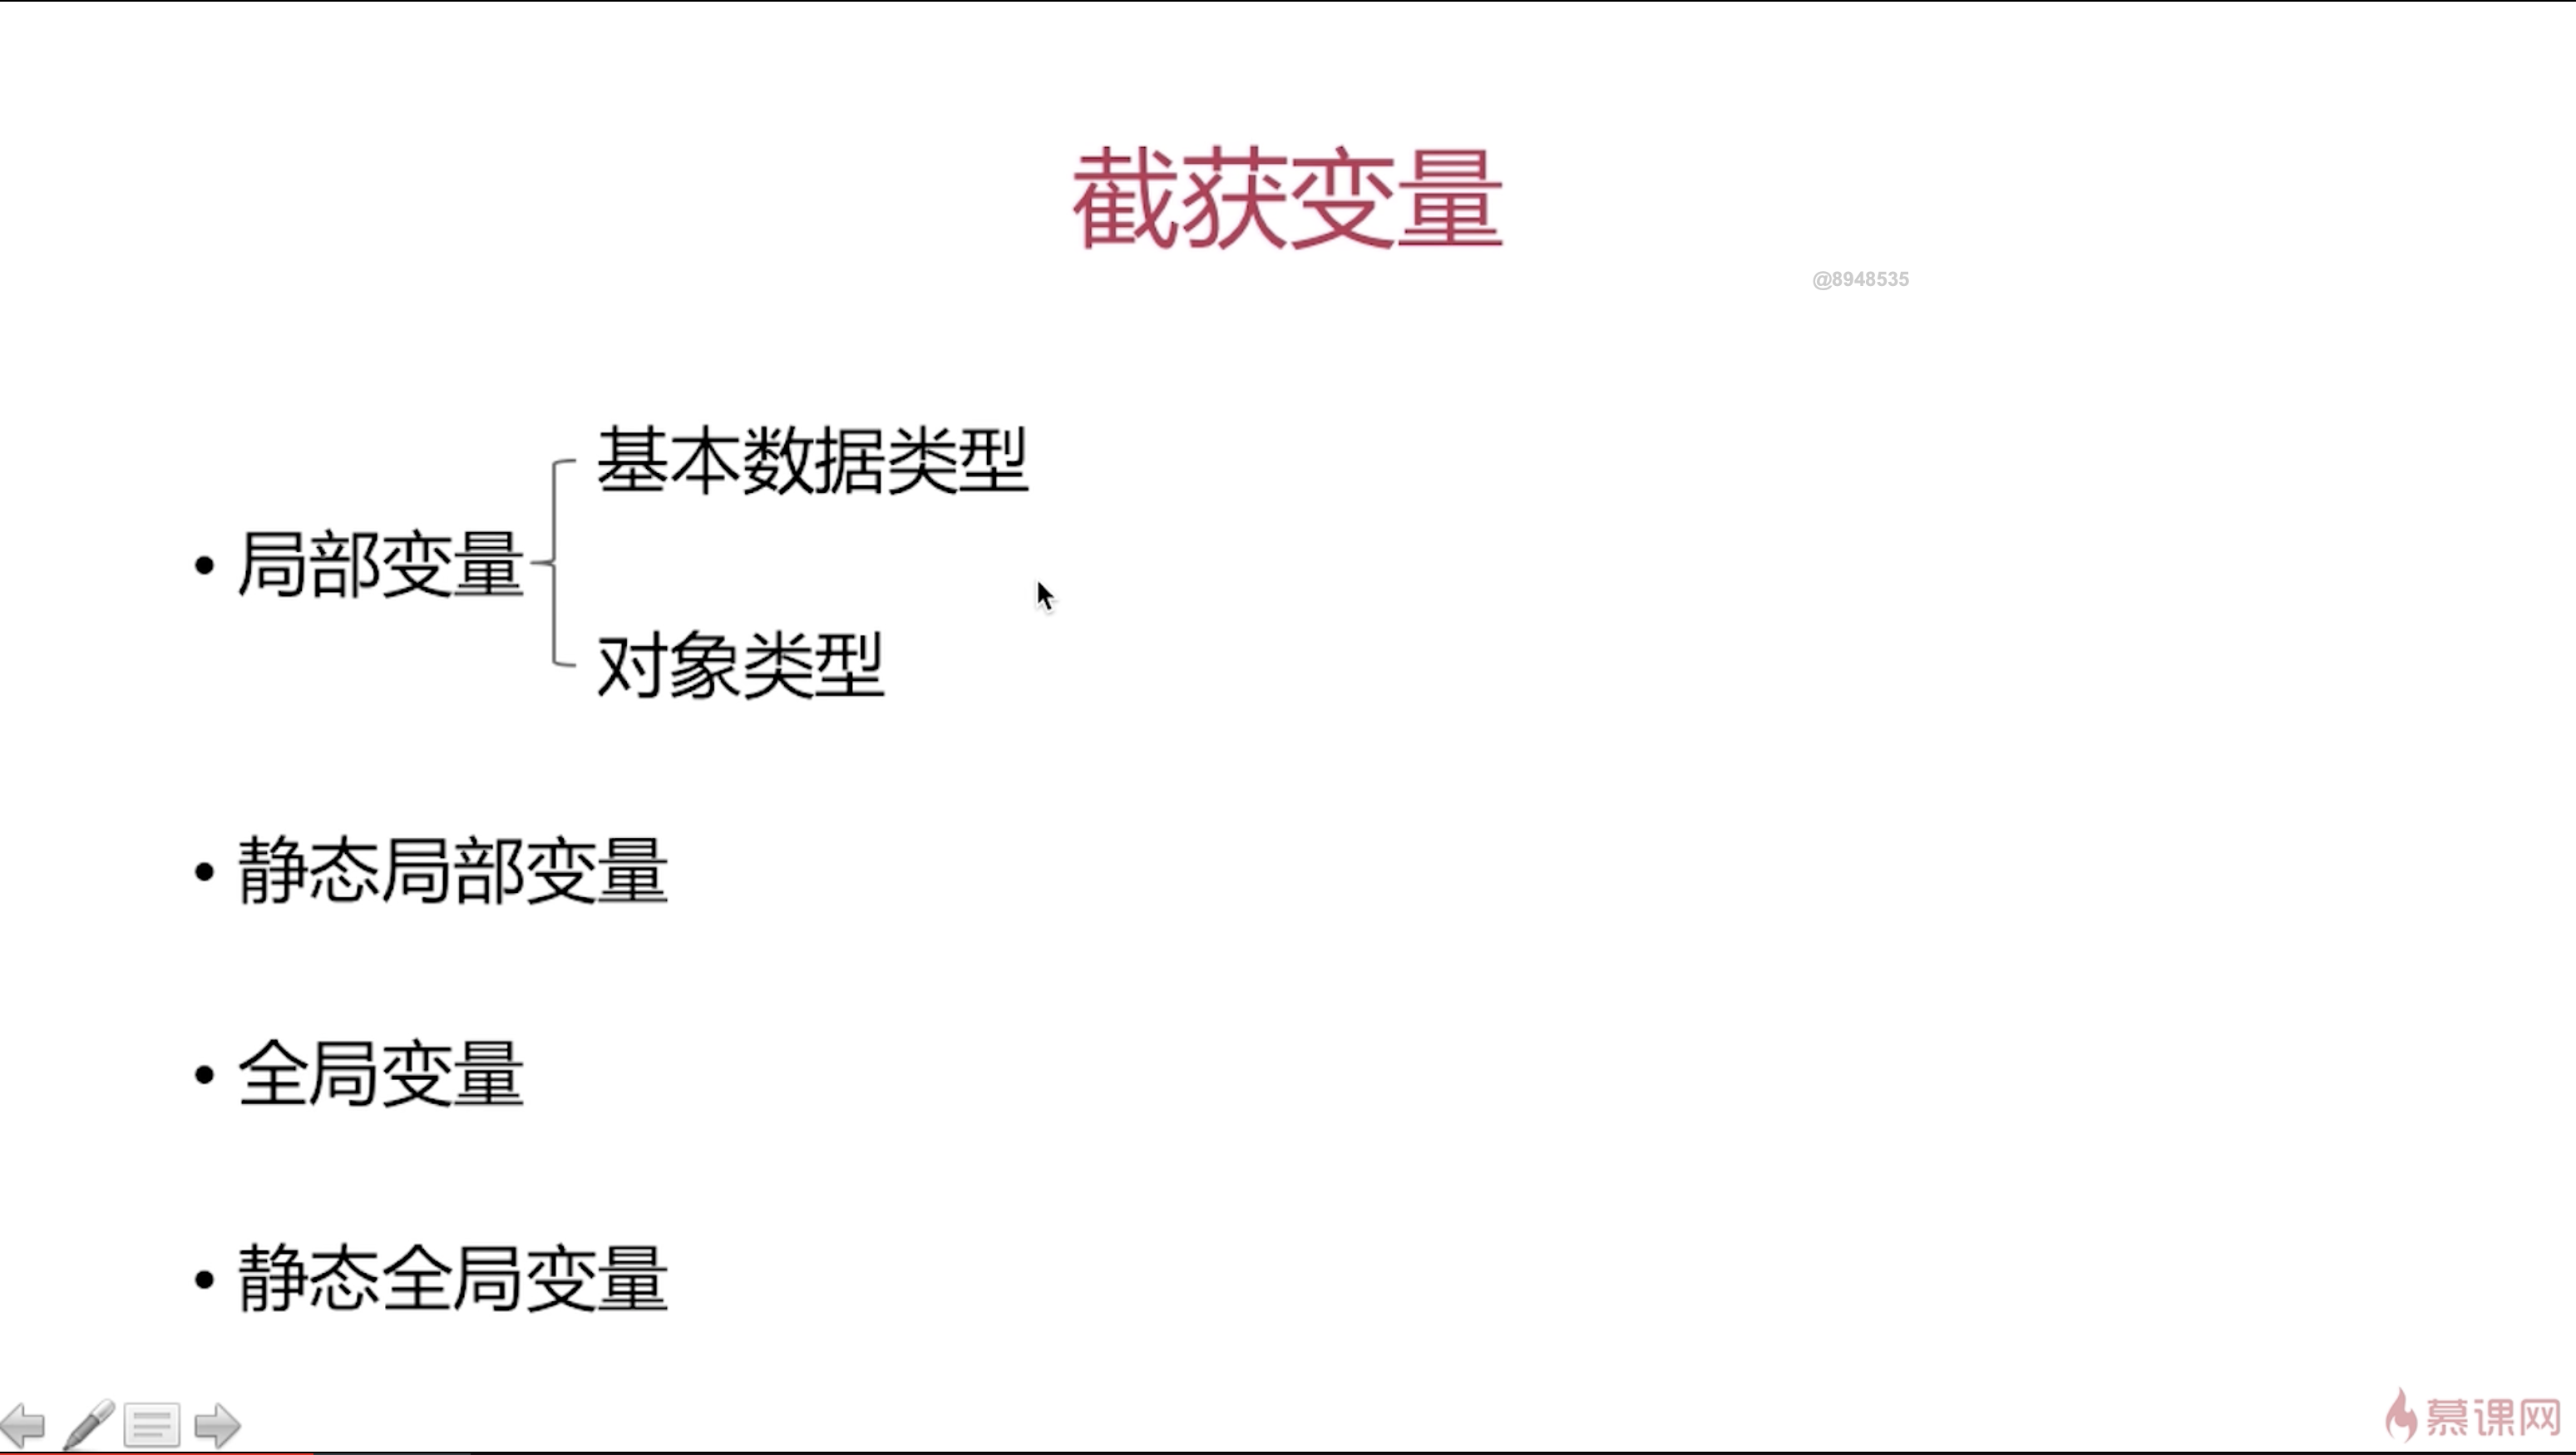 截获变量
@8948535
基本数据类型
• 局部变量
对象类型
• 静态局部变量
• 全局变量
• 静态全局变量
慕课网